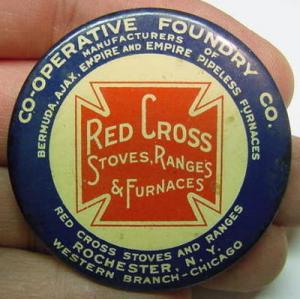 CO-OPERATIVE FOUNDRY CO.
MANUFACTURERS OF
BERMUDA, AJAX, EMPIRE AND EMPIRE PIPELESS FURNACES
RED CROSS
STOVES, RANGES
& FURNACES
RED CROSS STOVES AND RANGES
ROCHESTER, N.Y.
WESTERN BRANCH-CHICAGO